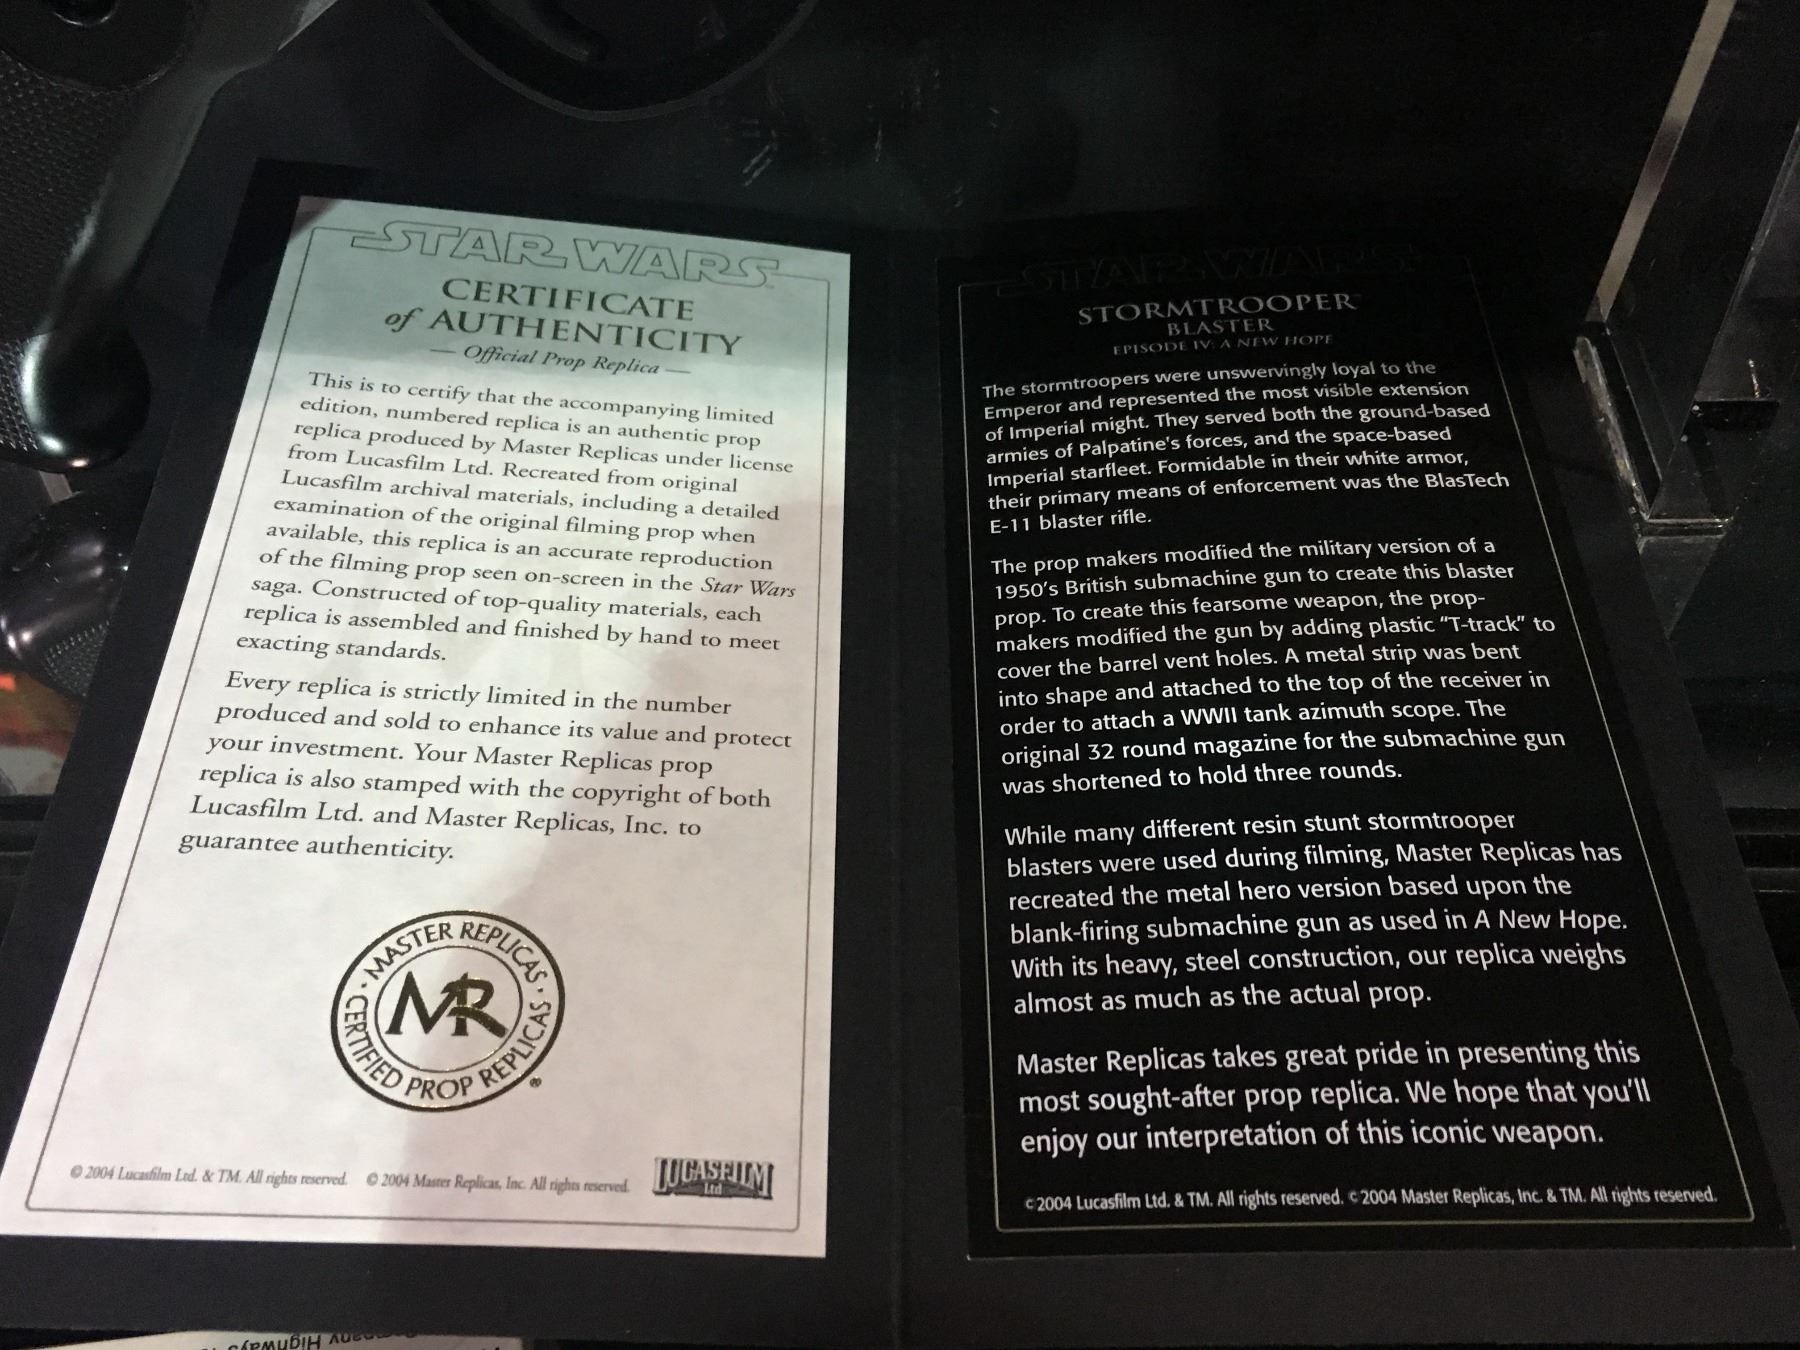 STAR WARS
CERTIFICATE
of AUTHENTICITY
— Official Prop Replica —
This is to certify that the accompanying limited
edition, numbered replica is an authentic prop
replica produced by Master Replicas under license
from Lucasfilm Ltd. Recreated from original
Lucasfilm archival materials, including a detailed
examination of the original filming prop when
available, this replica is an accurate reproduction
of the filming prop seen on-screen in the Star Wars
saga. Constructed of top-quality materials, each
replica is assembled and finished by hand to meet
exacting standards.
Every replica is strictly limited in the number
produced and sold to enhance its value and protect
your investment. Your Master Replicas prop
replica is also stamped with the copyright of both
Lucasfilm Ltd. and Master Replicas, Inc. to
guarantee authenticity.
· MASTER REPLICAS ·
MR
CERTIFIED PROP REPLICAS ®
© 2004 Lucasfilm Ltd. & TM. All rights reserved. © 2004 Master Replicas, Inc. All rights reserved.
LUCASFILM
Ltd
STAR WARS
STORMTROOPER™
BLASTER
EPISODE IV: A NEW HOPE
The stormtroopers were unswervingly loyal to the
Emperor and represented the most visible extension
of Imperial might. They served both the ground-based
armies of Palpatine's forces, and the space-based
Imperial starfleet. Formidable in their white armor,
their primary means of enforcement was the BlasTech
E-11 blaster rifle.
The prop makers modified the military version of a
1950's British submachine gun to create this blaster
prop. To create this fearsome weapon, the prop-
makers modified the gun by adding plastic "T-track" to
cover the barrel vent holes. A metal strip was bent
into shape and attached to the top of the receiver in
order to attach a WWII tank azimuth scope. The
original 32 round magazine for the submachine gun
was shortened to hold three rounds.
While many different resin stunt stormtrooper
blasters were used during filming, Master Replicas has
recreated the metal hero version based upon the
blank-firing submachine gun as used in A New Hope.
With its heavy, steel construction, our replica weighs
almost as much as the actual prop.
Master Replicas takes great pride in presenting this
most sought-after prop replica. We hope that you'll
enjoy our interpretation of this iconic weapon.
© 2004 Lucasfilm Ltd. & TM. All rights reserved. © 2004 Master Replicas, Inc. & TM. All rights reserved.
Highways